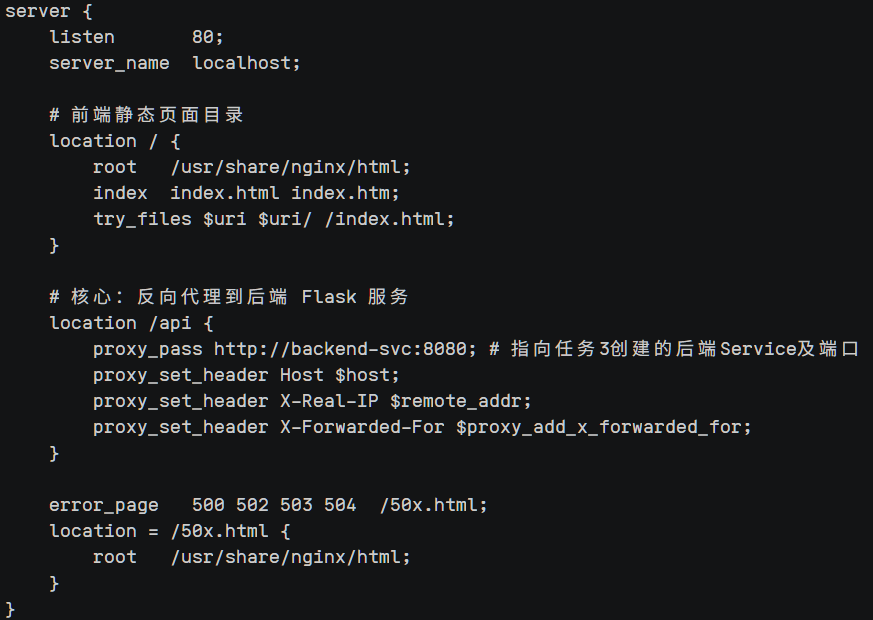 server {
    listen       80;
    server_name  localhost;

    # 前端静态页面目录
    location / {
        root   /usr/share/nginx/html;
        index  index.html index.htm;
        try_files $uri $uri/ /index.html;
    }

    # 核心：反向代理到后端 Flask 服务
    location /api {
        proxy_pass http://backend-svc:8080; # 指向任务3创建的后端Service及端口
        proxy_set_header Host $host;
        proxy_set_header X-Real-IP $remote_addr;
        proxy_set_header X-Forwarded-For $proxy_add_x_forwarded_for;
    }

    error_page   500 502 503 504  /50x.html;
    location = /50x.html {
        root   /usr/share/nginx/html;
    }
}